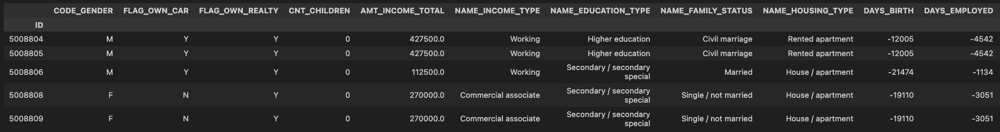 CODE_GENDER FLAG_OWN_CAR FLAG_OWN_REALTY CNT_CHILDREN AMT_INCOME_TOTAL NAME_INCOME_TYPE NAME_EDUCATION_TYPE NAME_FAMILY_STATUS NAME_HOUSING_TYPE DAYS_BIRTH DAYS_EMPLOYED
ID
5008804 M Y Y 0 427500.0 Working Higher education Civil marriage Rented apartment -12005 -4542
5008805 M Y Y 0 427500.0 Working Higher education Civil marriage Rented apartment -12005 -4542
5008806 M Y Y 0 112500.0 Working Secondary / secondary special Married House / apartment -21474 -1134
5008808 F N Y 0 270000.0 Commercial associate Secondary / secondary special Single / not married House / apartment -19110 -3051
5008809 F N Y 0 270000.0 Commercial associate Secondary / secondary special Single / not married House / apartment -19110 -3051